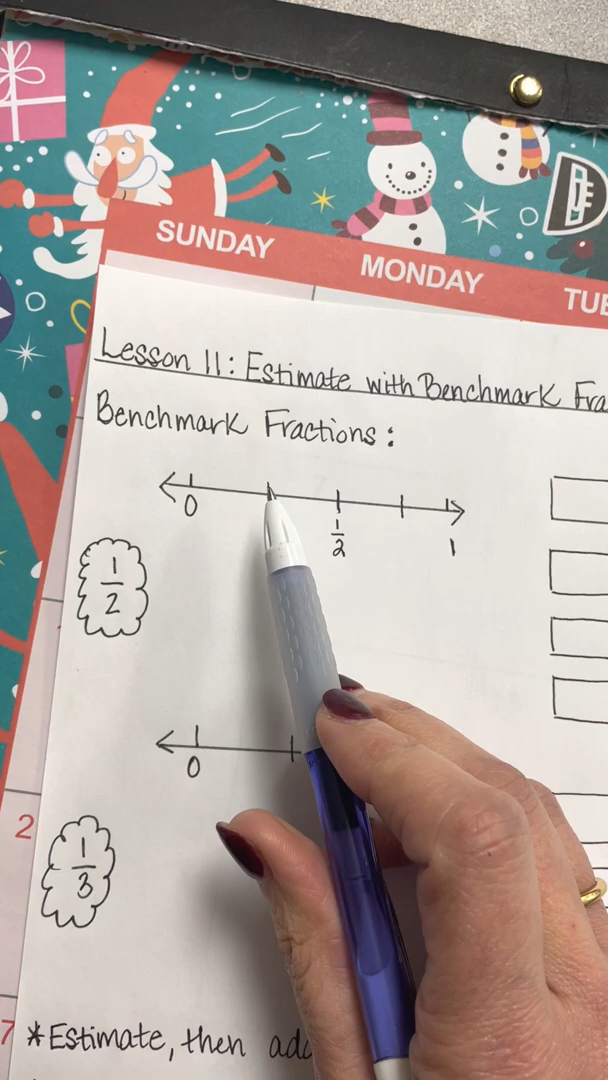 SUNDAY
MONDAY
Lesson 11: Estimate with Benchmark
Benchmark Fractions:
0
1/2
1
1/2
0
1/3
2
7
*Estimate, then